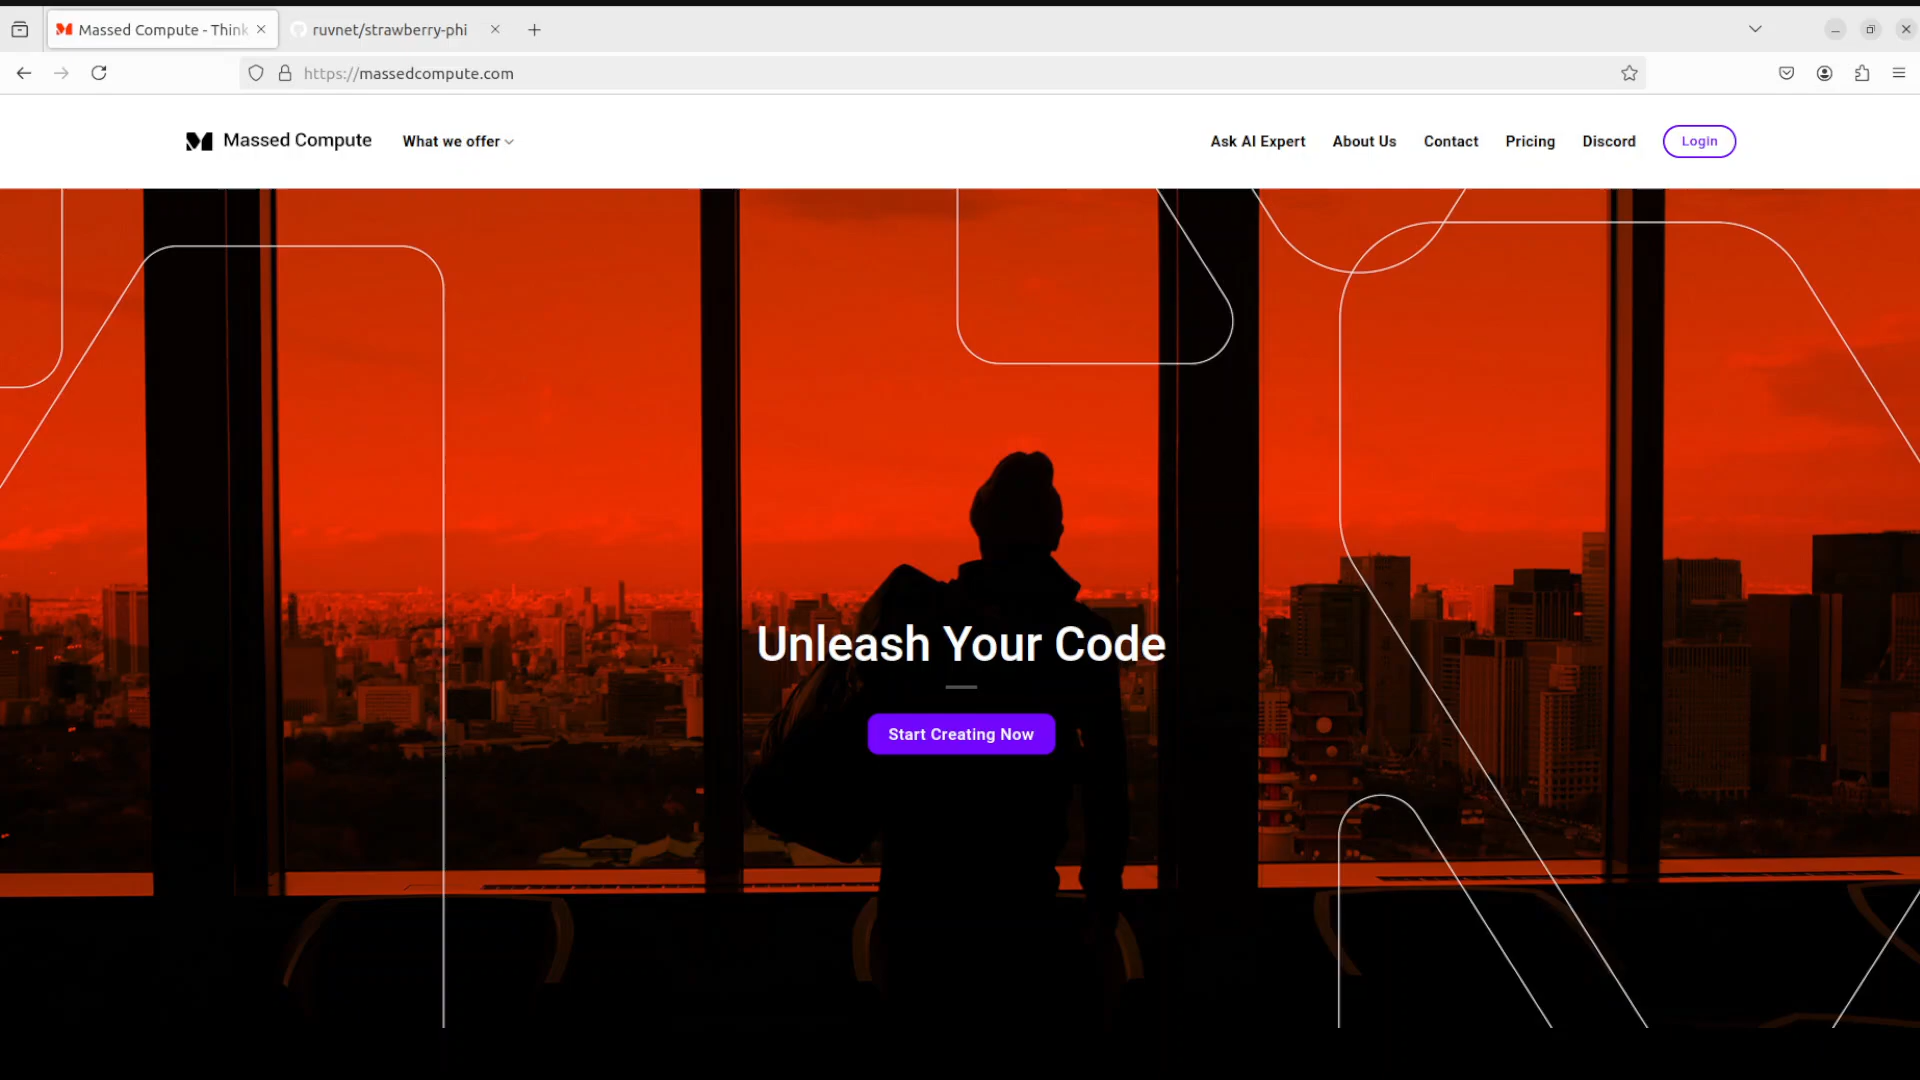 Massed Compute - Think
ruvnet/strawberry-phi
https://massedcompute.com
Massed Compute
What we offer
Ask AI Expert
About Us
Contact
Pricing
Discord
Login
Unleash Your Code
Start Creating Now